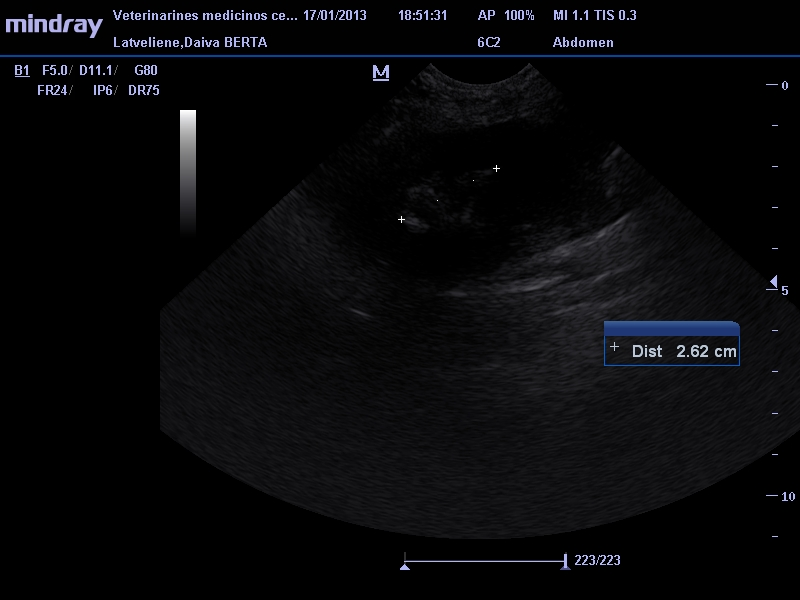 mindray
Veterinarines medicinos ce... 17/01/2013 18:51:31 AP 100% MI 1.1 TIS 0.3
Latveliene,Daiva BERTA 6C2 Abdomen
B1 F5.0/ D11.1/ G80
FR24/ IP6/ DR75
M
0
5
+ Dist 2.62 cm
10
223/223